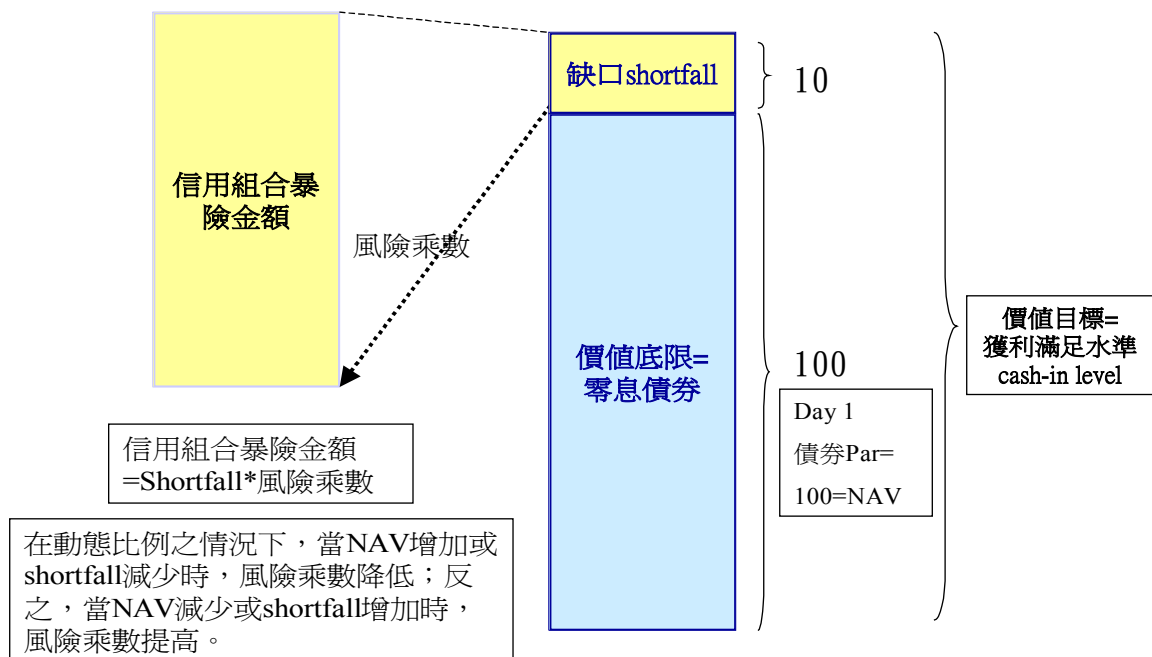 缺口shortfall
10
信用組合暴
險金額
風險乘數
價值底限=
零息債券
100
Day 1
債券Par=
100=NAV
價值目標=
獲利滿足水準
cash-in level
信用組合暴險金額
=Shortfall*風險乘數
在動態比例之情況下，當NAV增加或
shortfall減少時，風險乘數降低；反
之，當NAV減少或shortfall增加時，
風險乘數提高。